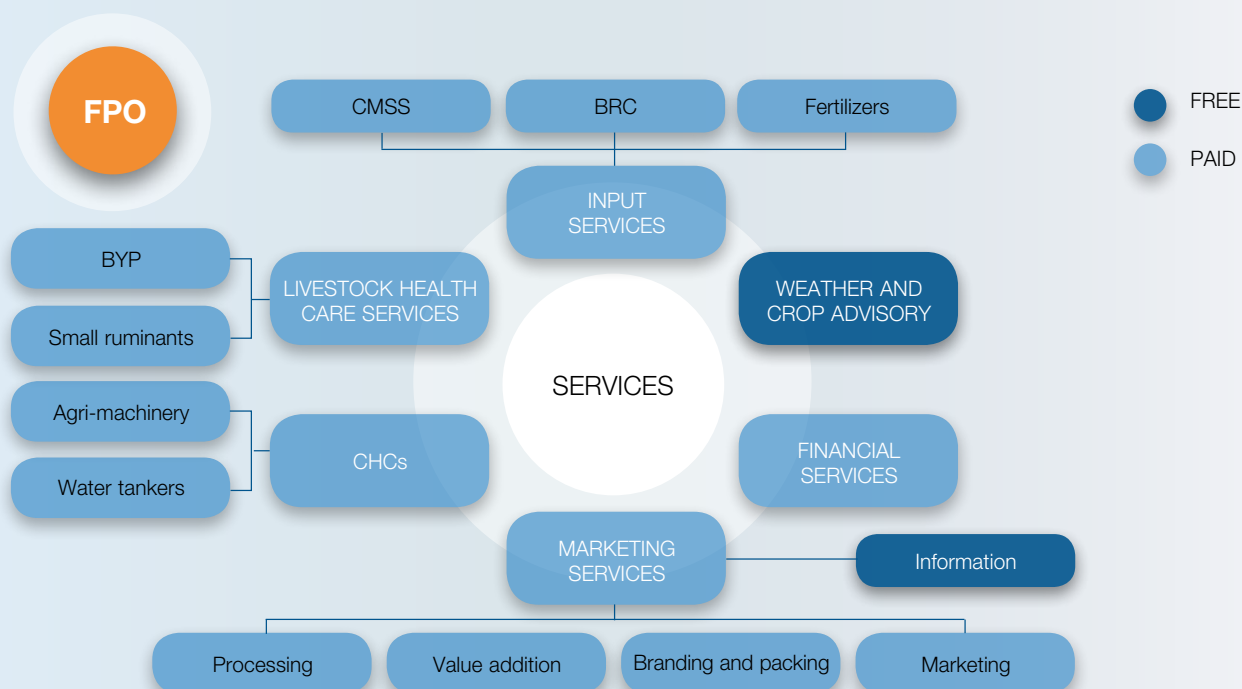 FPO
CMSS
BRC
Fertilizers
FREE
PAID
INPUT
SERVICES
BYP
LIVESTOCK HEALTH
CARE SERVICES
WEATHER AND
CROP ADVISORY
Small ruminants
SERVICES
Agri-machinery
CHCs
FINANCIAL
SERVICES
Water tankers
MARKETING
SERVICES
Information
Processing
Value addition
Branding and packing
Marketing